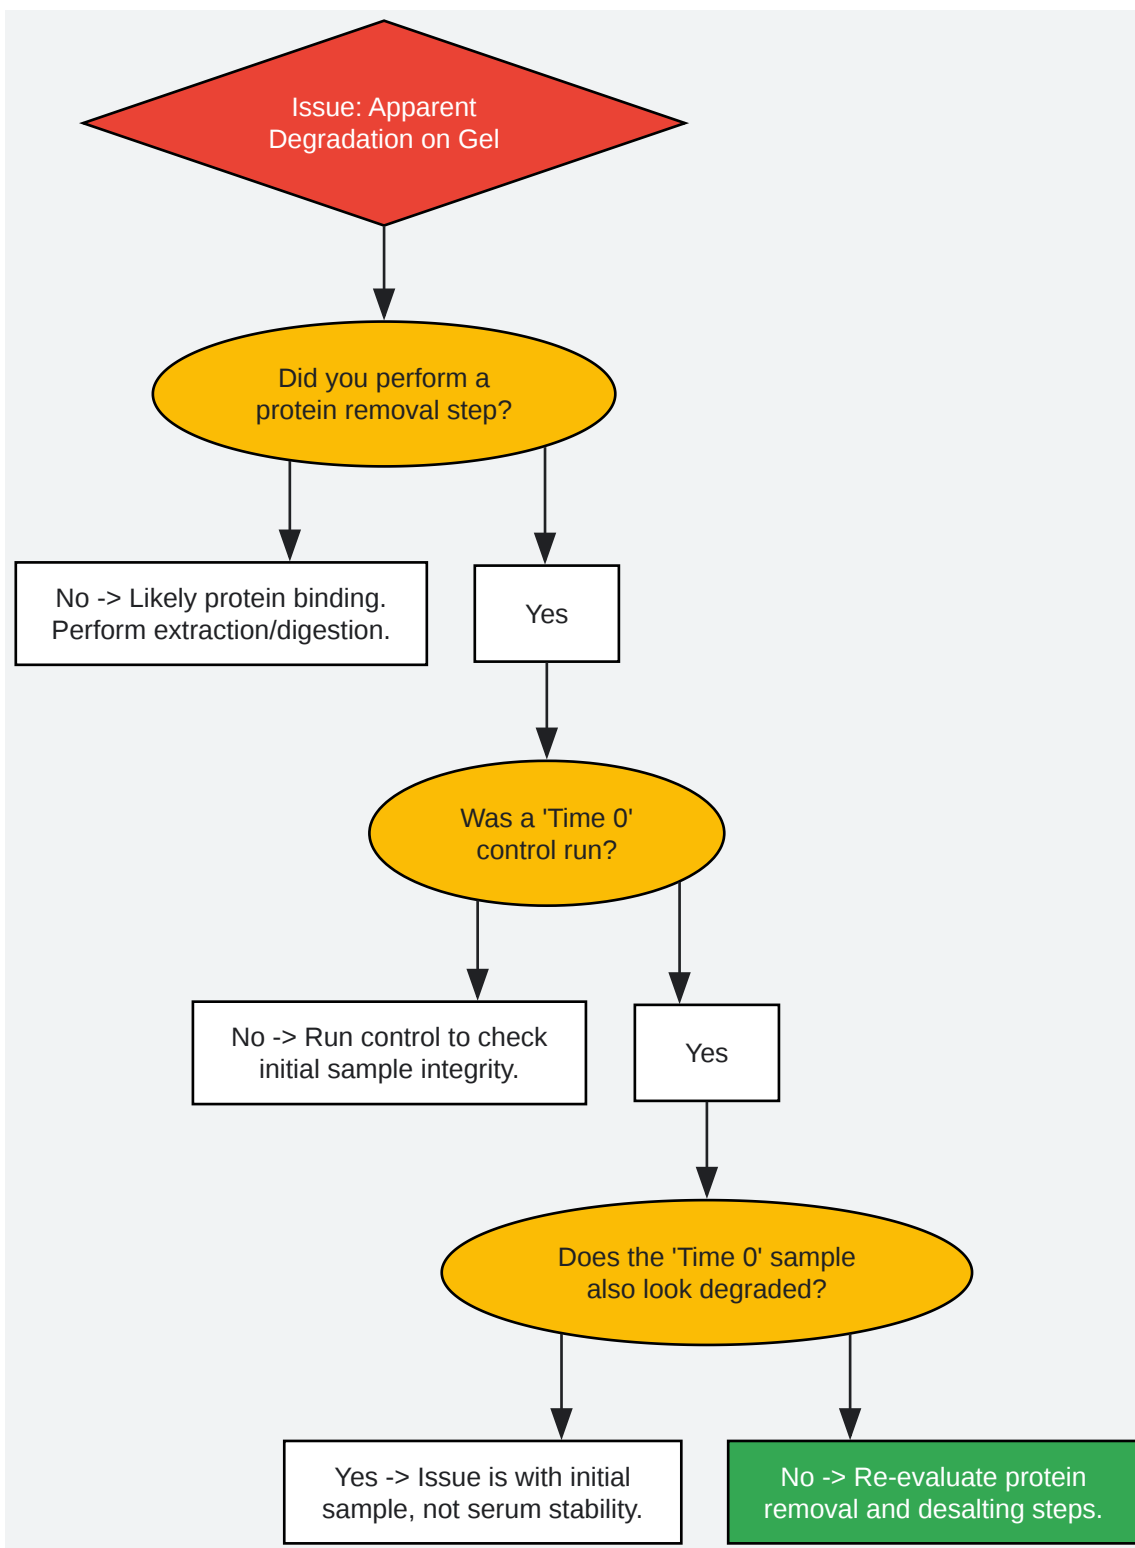 Issue: Apparent
Degradation on Gel
Did you perform a
protein removal step?
No -> Likely protein binding.
Perform extraction/digestion.
Yes
Was a 'Time 0'
control run?
No -> Run control to check
initial sample integrity.
Yes
Does the 'Time 0' sample
also look degraded?
Yes -> Issue is with initial
sample, not serum stability.
No -> Re-evaluate protein
removal and desalting steps.